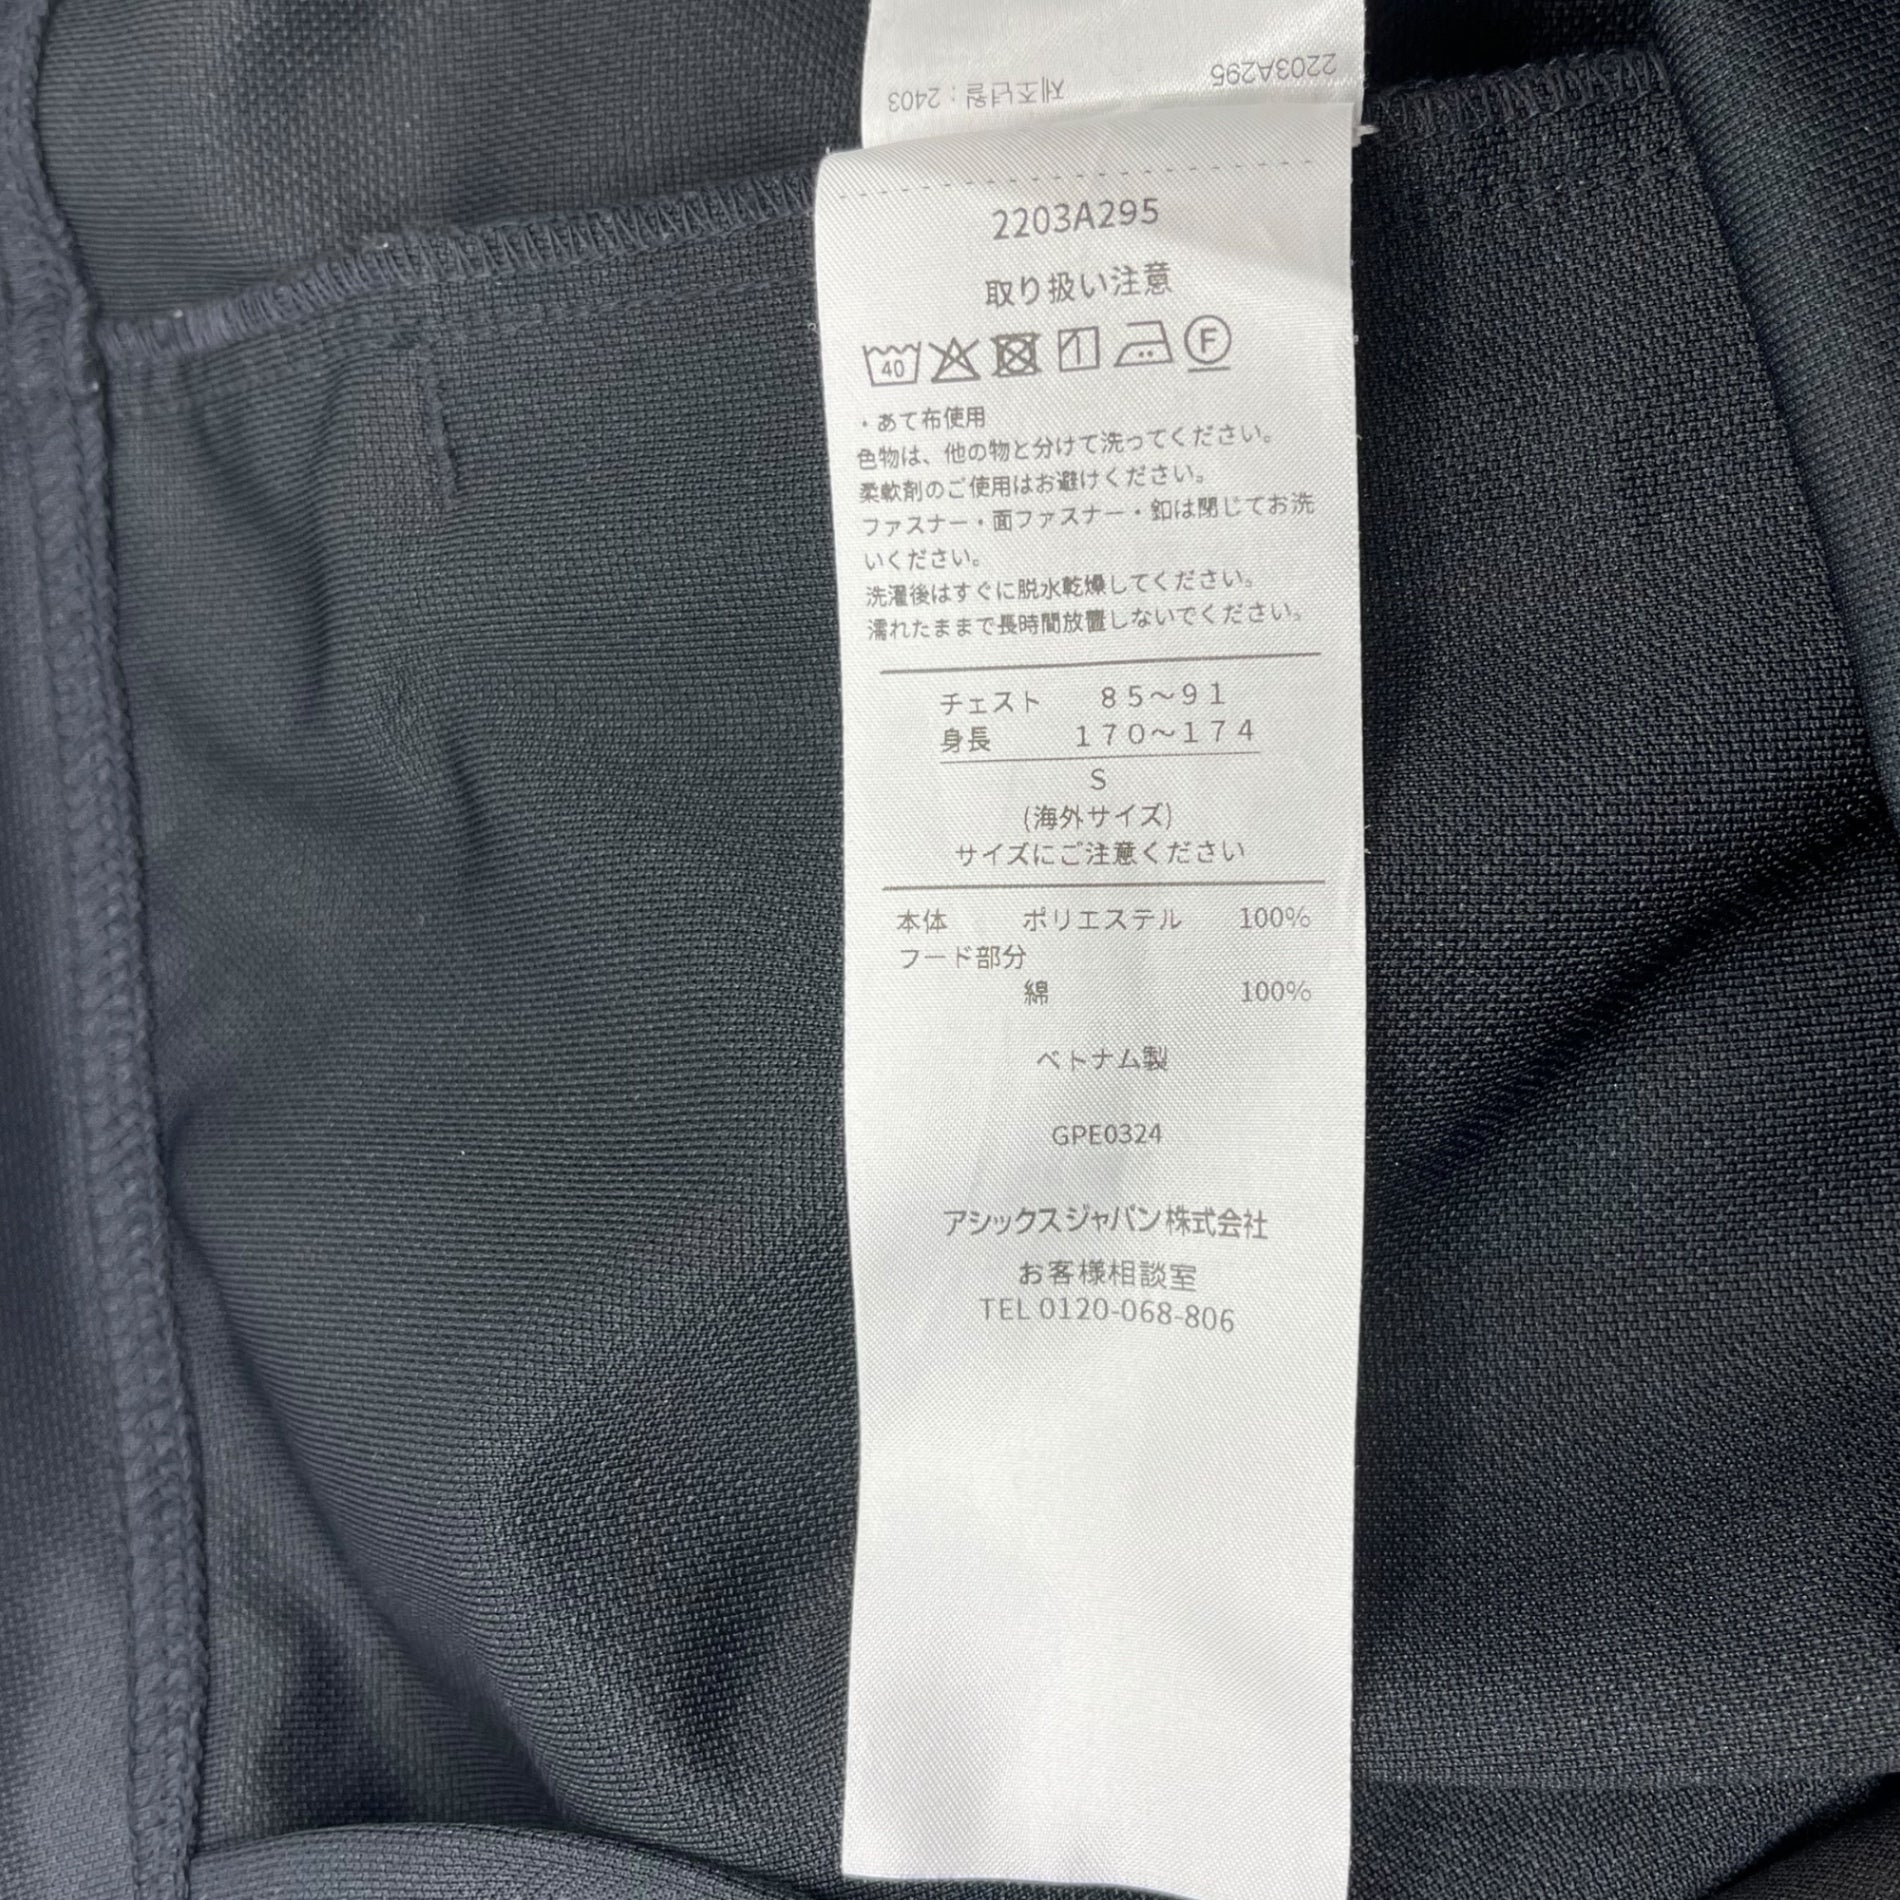 2203A295
제조년월 : 2403
2203A295
取り扱い注意
40 F
・あて布使用
色物は、他の物と分けて洗ってください。
柔軟剤のご使用はお避けください。
ファスナー・面ファスナー・釦は閉じてお洗
いください。
洗濯後はすぐに脱水乾燥してください。
濡れたままで長時間放置しないでください。
チェスト 85～91
身長 170～174
S
(海外サイズ)
サイズにご注意ください
本体 ポリエステル 100%
フード部分
綿 100%
ベトナム製
GPE0324
アシックスジャパン株式会社
お客様相談室
TEL 0120-068-806